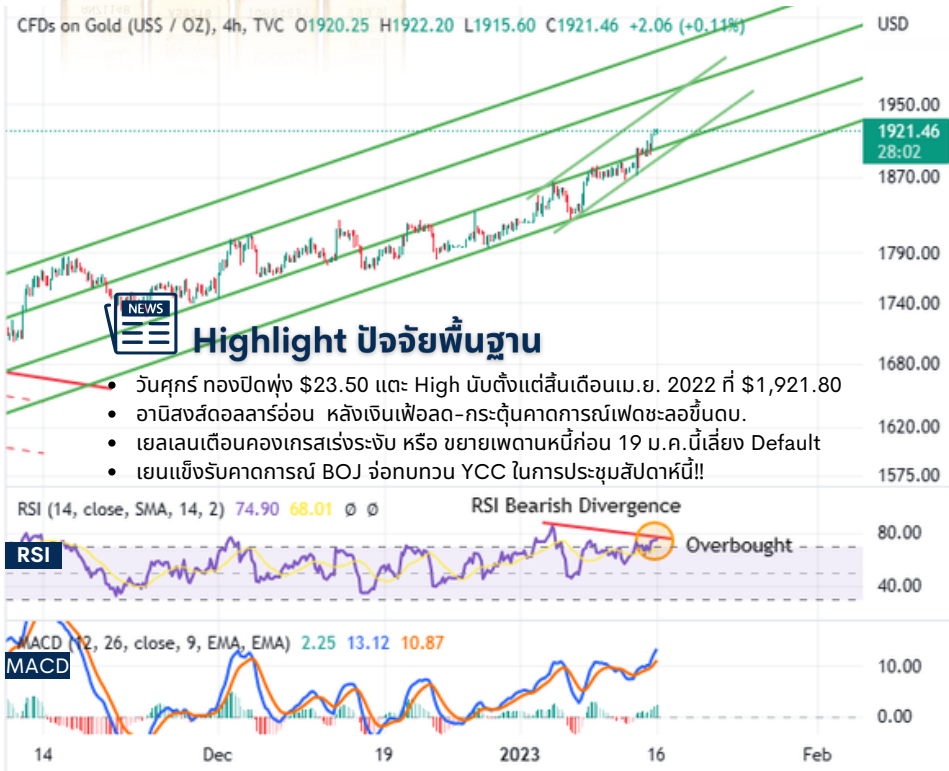 CFDs on Gold (US$ / OZ), 4h, TVC O1920.25 H1922.20 L1915.60 C1921.46 +2.06 (+0.11%)
USD
1950.00
1921.46
28:02
1870.00
1790.00
1740.00
1680.00
1620.00
1575.00
NEWS
Highlight ปัจจัยพื้นฐาน
• วันศุกร์ ทองปิดพุ่ง $23.50 แตะ High นับตั้งแต่สิ้นเดือนเม.ย. 2022 ที่ $1,921.80
• อานิสงส์ดอลลาร์อ่อน หลังเงินเฟ้อลด-กระตุ้นคาดการณ์เฟดชะลอขึ้นดบ.
• เยลเลนเตือนคองเกรสเร่งระงับ หรือ ขยายเพดานหนี้ก่อน 19 ม.ค.นี้เลี่ยง Default
• เยนแข็งรับคาดการณ์ BOJ จ่อทบทวน YCC ในการประชุมสัปดาห์นี้!!
RSI (14, close, SMA, 14, 2) 74.90 68.01 Ø Ø
RSI Bearish Divergence
80.00
Overbought
RSI
40.00
MACD (12, 26, close, 9, EMA, EMA) 2.25 13.12 10.87
MACD
10.00
0.00
14 Dec 19 2023 16 Feb